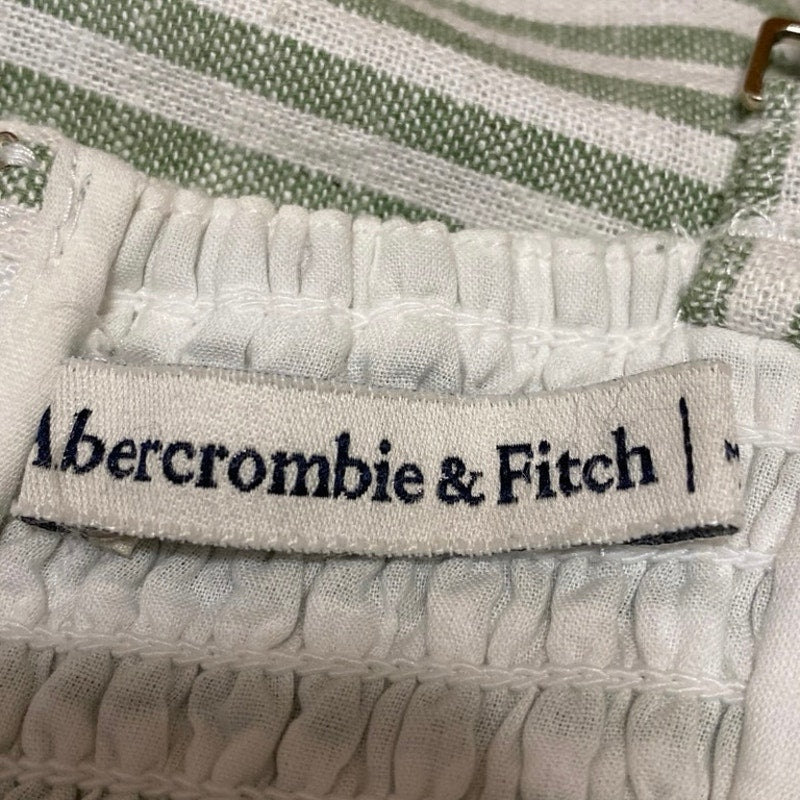 Abercrombie & Fitch | M